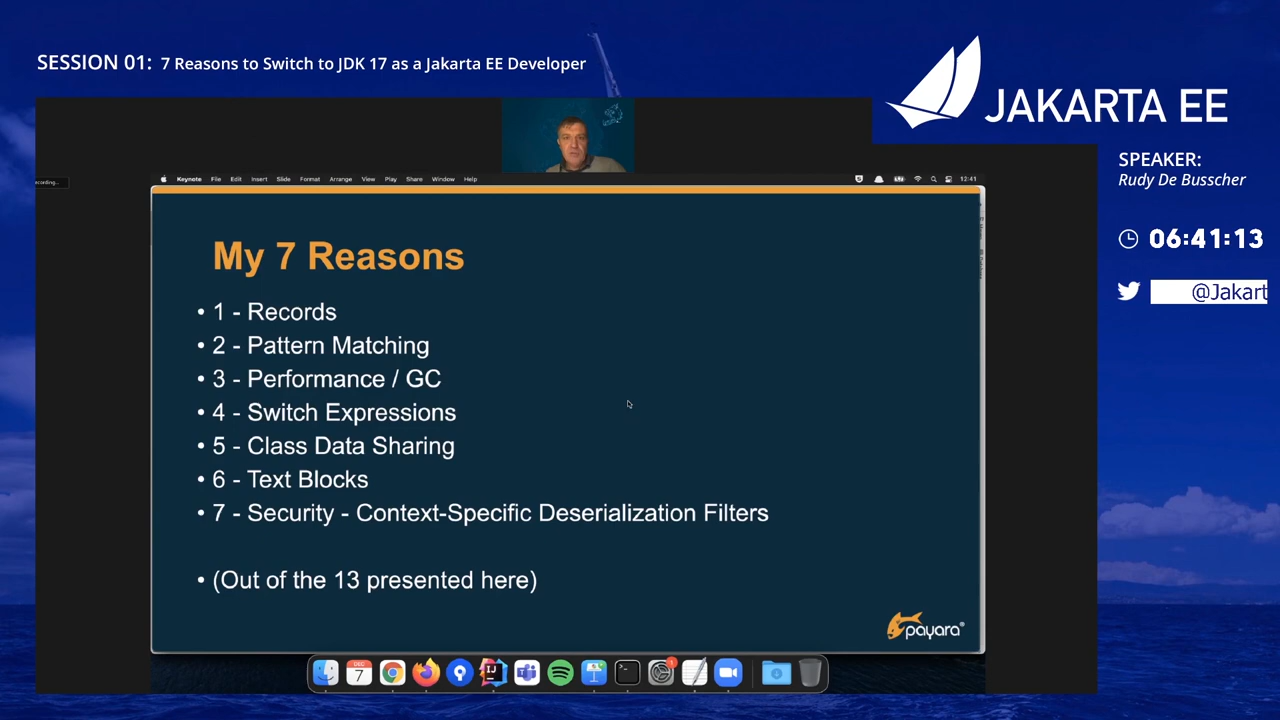 SESSION 01: 7 Reasons to Switch to JDK 17 as a Jakarta EE Developer
JAKARTA EE
SPEAKER:
Rudy De Busscher
06:41:13
@Jakart
Keynote File Edit Insert Slide Format Arrange View Play Share Window Help 12:41
My 7 Reasons
• 1 - Records
• 2 - Pattern Matching
• 3 - Performance / GC
• 4 - Switch Expressions
• 5 - Class Data Sharing
• 6 - Text Blocks
• 7 - Security - Context-Specific Deserialization Filters
• (Out of the 13 presented here)
payara®
DEC
7